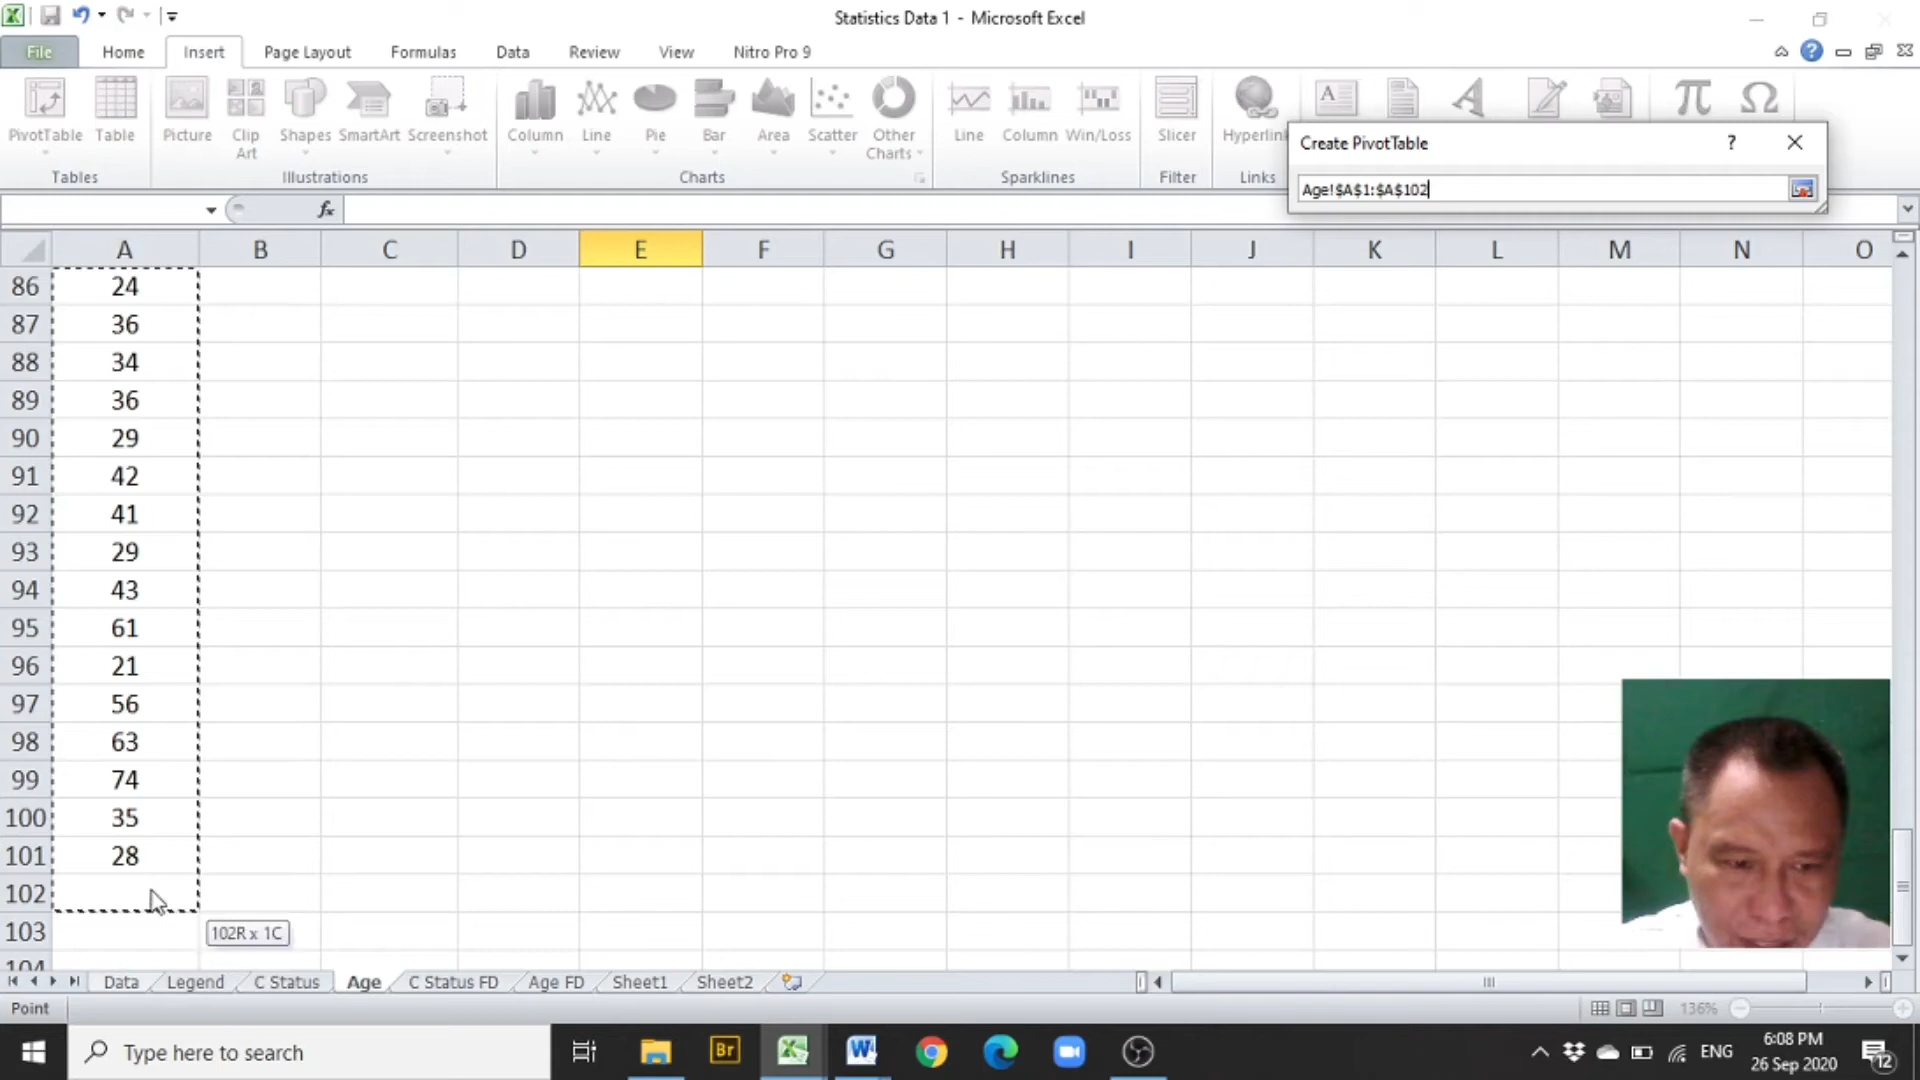 Statistics Data 1 - Microsoft Excel
File Home Insert Page Layout Formulas Data Review View Nitro Pro 9
PivotTable Table Picture Clip Art Shapes SmartArt Screenshot Column Line Pie Bar Area Scatter Other Charts Line Column Win/Loss Slicer Hyperlink
Tables Illustrations Charts Sparklines Filter Links
Create PivotTable ?
Age!$A$1:$A$102
fx
A B C D E F G H I J K L M N O
86 24
87 36
88 34
89 36
90 29
91 42
92 41
93 29
94 43
95 61
96 21
97 56
98 63
99 74
100 35
101 28
102
103 102R x 1C
104
Data Legend C Status Age C Status FD Age FD Sheet1 Sheet2
Point 136%
Type here to search
Br
W
ENG
6:08 PM
26 Sep 2020
12